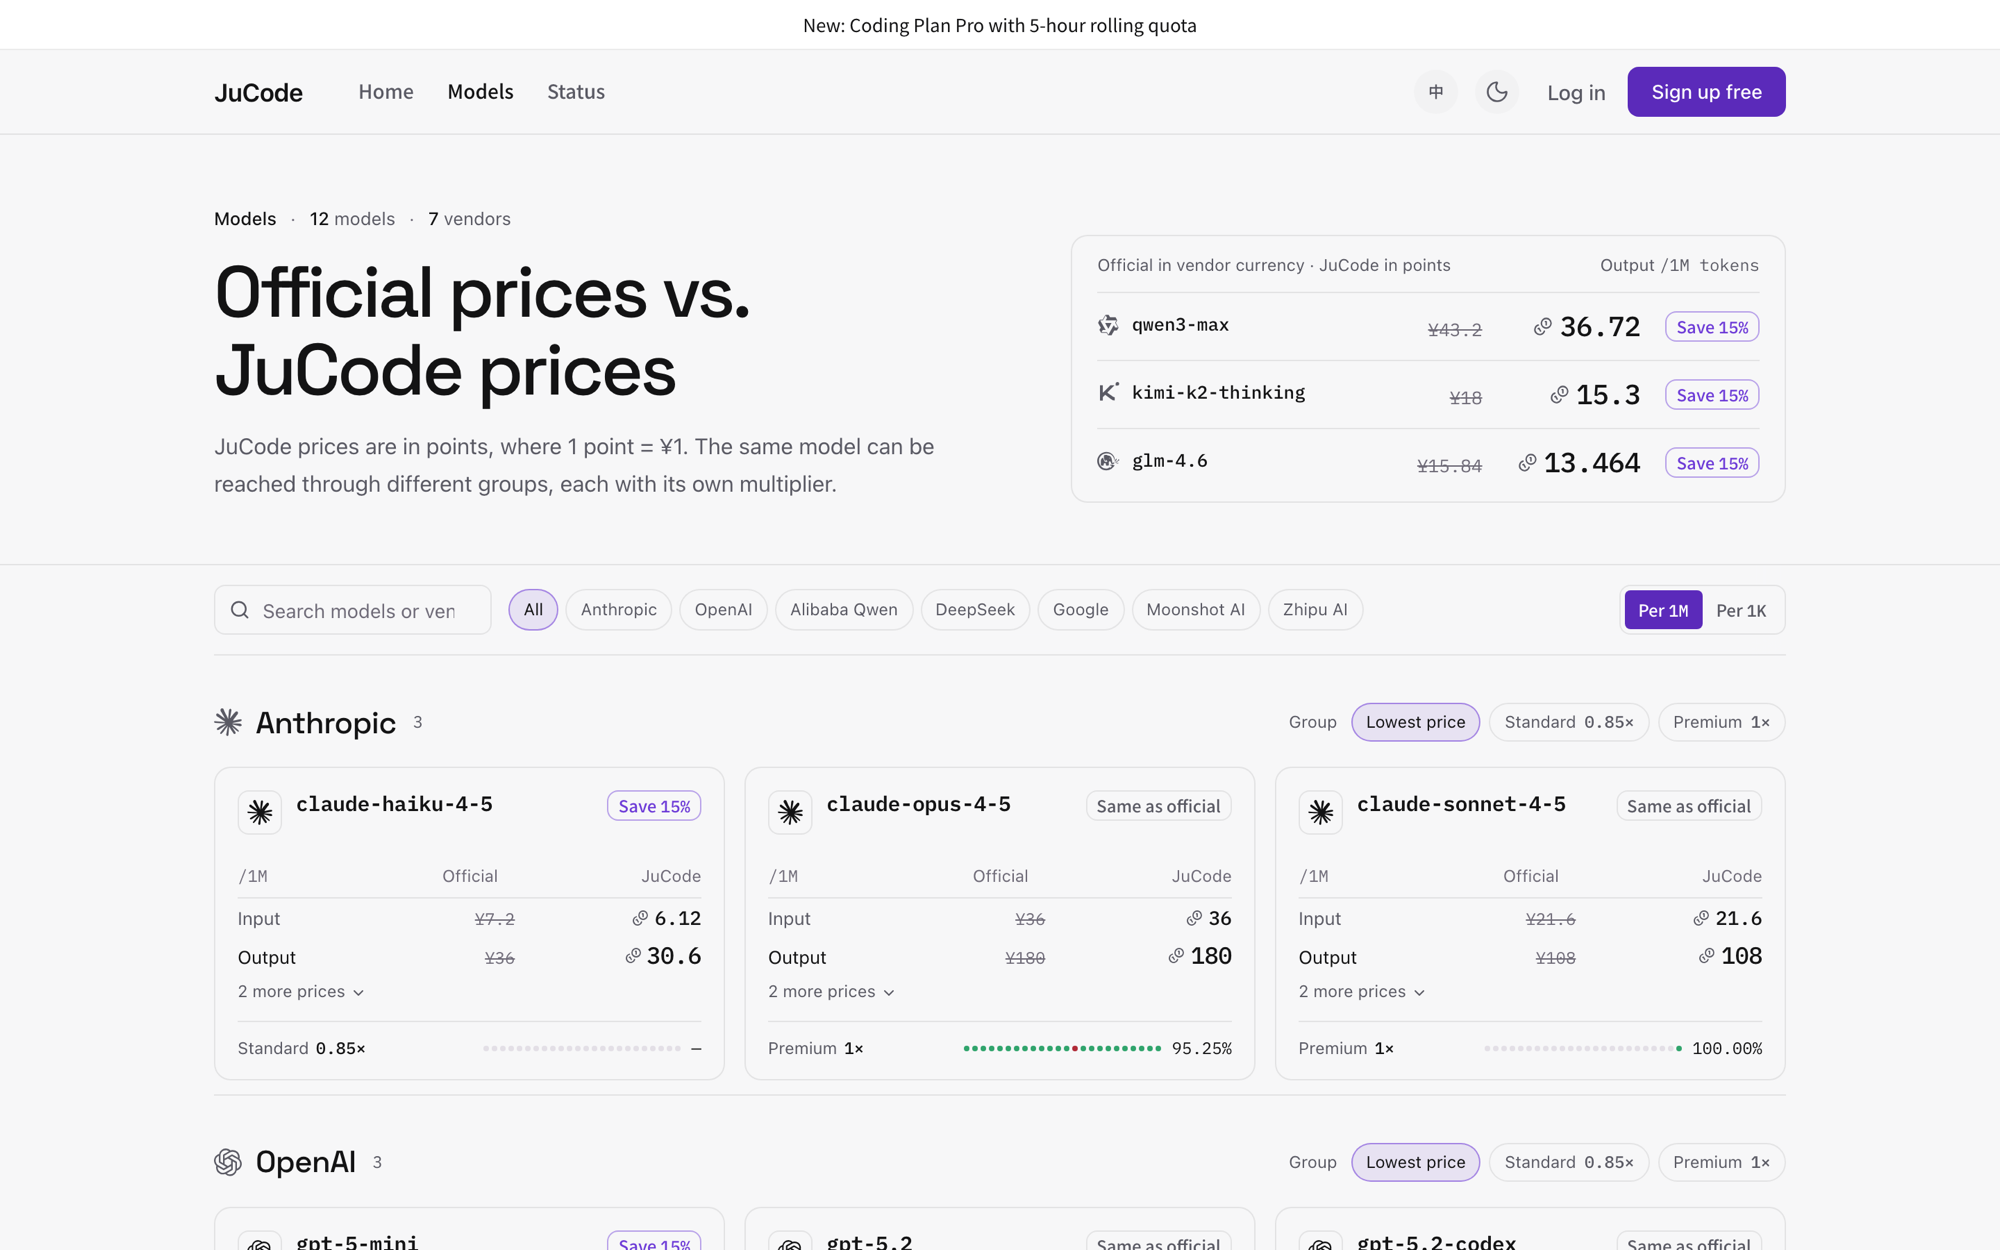 New: Coding Plan Pro with 5-hour rolling quota
JuCode Home Models Status 中 Log in Sign up free
Models · 12 models · 7 vendors
Official prices vs.
JuCode prices
JuCode prices are in points, where 1 point = ¥1. The same model can be
reached through different groups, each with its own multiplier.
Official in vendor currency · JuCode in points Output /1M tokens
qwen3-max ¥43.2 36.72 Save 15%
kimi-k2-thinking ¥18 15.3 Save 15%
glm-4.6 ¥15.84 13.464 Save 15%
Search models or ven All Anthropic OpenAI Alibaba Qwen DeepSeek Google Moonshot AI Zhipu AI Per 1M Per 1K
Anthropic 3 Group Lowest price Standard 0.85× Premium 1×
claude-haiku-4-5 Save 15%
/1M Official JuCode
Input ¥7.2 6.12
Output ¥36 30.6
2 more prices
Standard 0.85× –
claude-opus-4-5 Same as official
/1M Official JuCode
Input ¥36 36
Output ¥180 180
2 more prices
Premium 1× 95.25%
claude-sonnet-4-5 Same as official
/1M Official JuCode
Input ¥21.6 21.6
Output ¥108 108
2 more prices
Premium 1× 100.00%
OpenAI 3 Group Lowest price Standard 0.85× Premium 1×
gpt-5-mini Save 15%
gpt-5.2 Same as official
gpt-5.2-codex Same as official